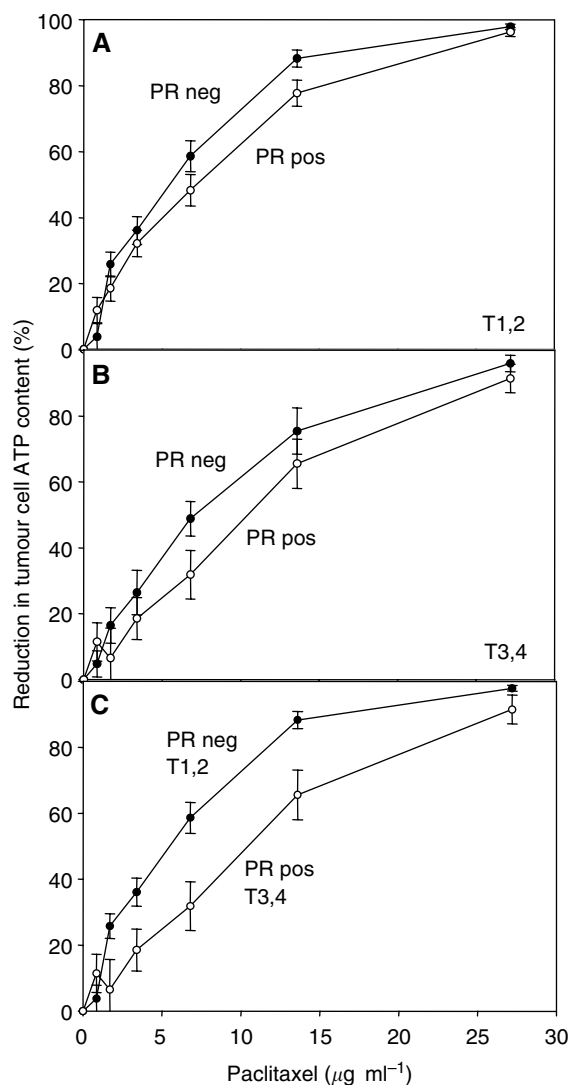 Reduction in tumour cell ATP content (%)
100
A
PR neg
80
60
PR pos
40
20
T1,2
0
B
80
PR neg
60
PR pos
40
20
T3,4
0
C
PR neg
T1,2
80
60
PR pos
T3,4
40
20
0
0 5 10 15 20 25 30
Paclitaxel (μg ml⁻¹)